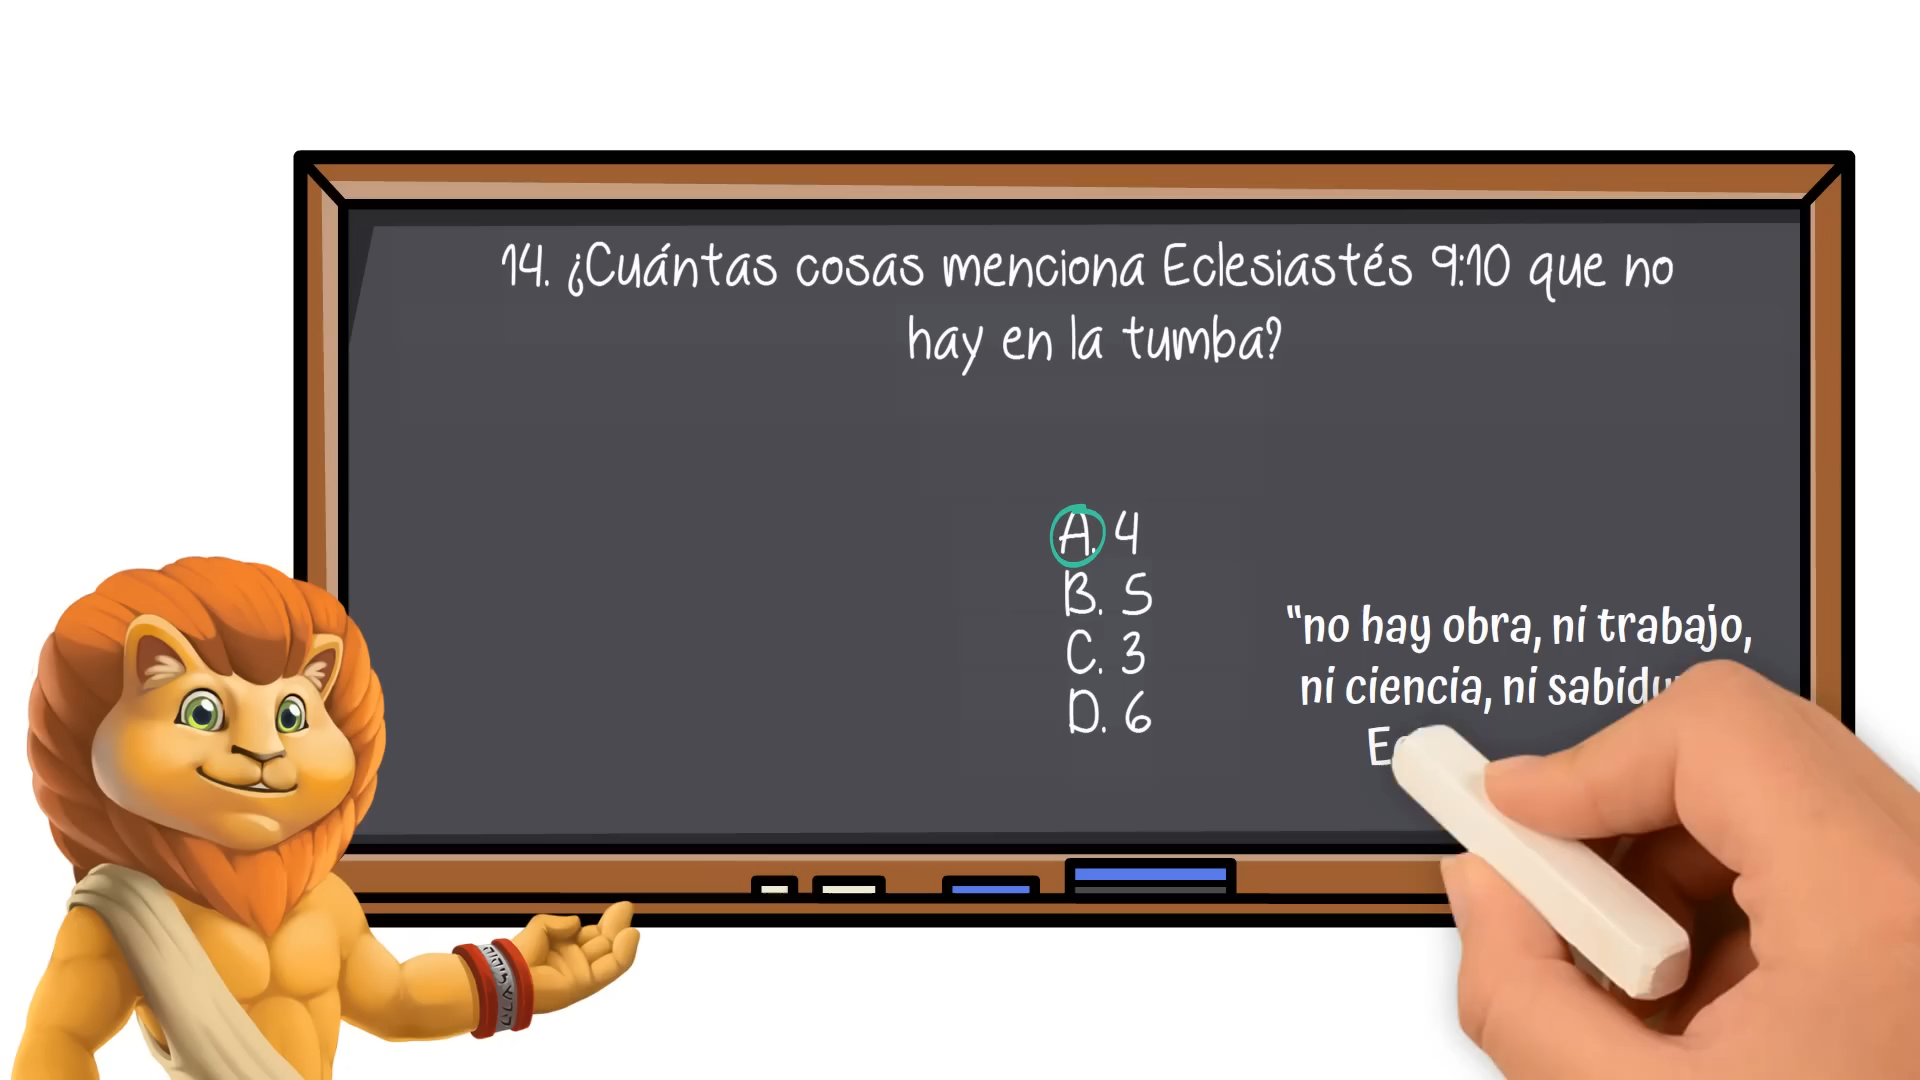 14. ¿Cuántas cosas menciona Eclesiastés 9:10 que no
hay en la tumba?
A. 4
B. 5
C. 3
D. 6
“no hay obra, ni trabajo,
ni ciencia, ni